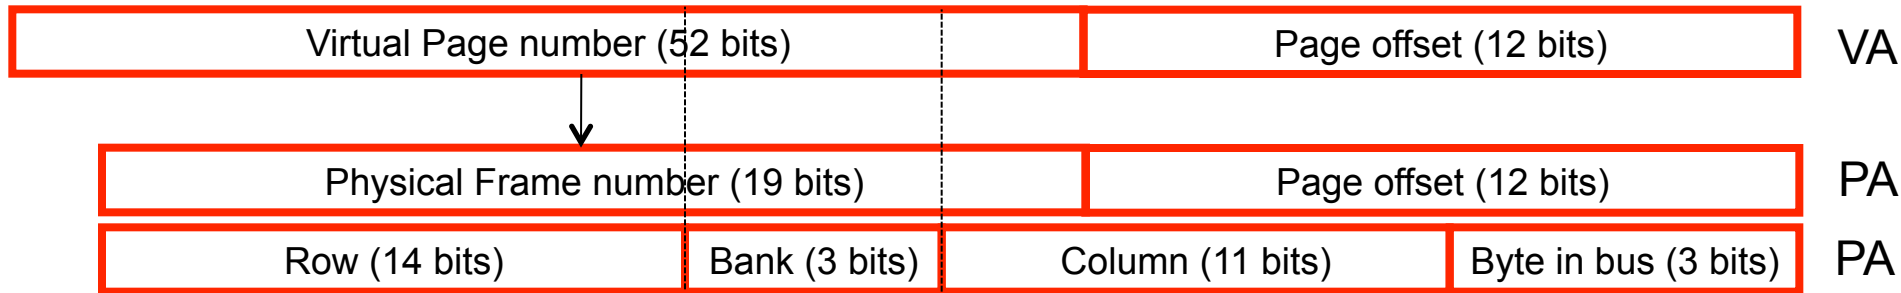 Virtual Page number (52 bits) Page offset (12 bits) VA
Physical Frame number (19 bits) Page offset (12 bits) PA
Row (14 bits) Bank (3 bits) Column (11 bits) Byte in bus (3 bits) PA